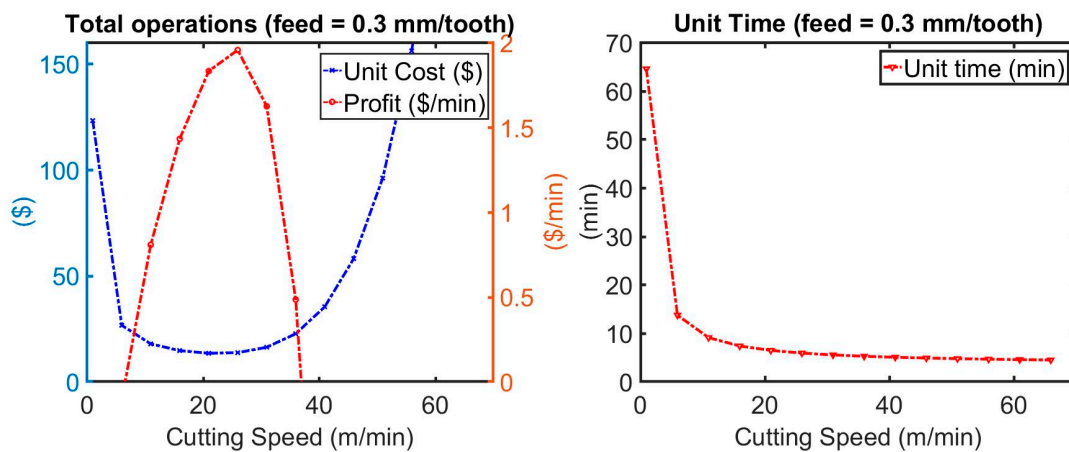 Total operations (feed = 0.3 mm/tooth)
150
100
50
0
($)
2
1.5
1
0.5
0
($/min)
Unit Cost ($)
Profit ($/min)
0 20 40 60
Cutting Speed (m/min)
Unit Time (feed = 0.3 mm/tooth)
70
60
50
40
30
20
10
0
(min)
Unit time (min)
0 20 40 60
Cutting Speed (m/min)